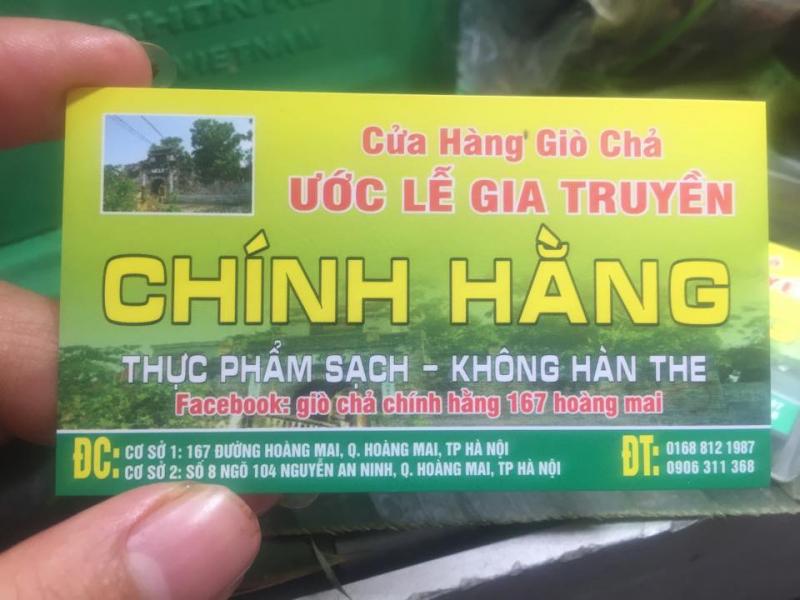 VIETNAM
Cửa Hàng Giò Chả
ƯỚC LỄ GIA TRUYỀN
CHÍNH HẰNG
THỰC PHẨM SẠCH - KHÔNG HÀN THE
Facebook: giò chả chính hằng 167 hoàng mai
ĐC: CƠ SỞ 1: 167 ĐƯỜNG HOÀNG MAI, Q. HOÀNG MAI, TP HÀ NỘI
CƠ SỞ 2: SỐ 8 NGÕ 104 NGUYỄN AN NINH, Q. HOÀNG MAI, TP HÀ NỘI
ĐT: 0168 812 1987
0906 311 368